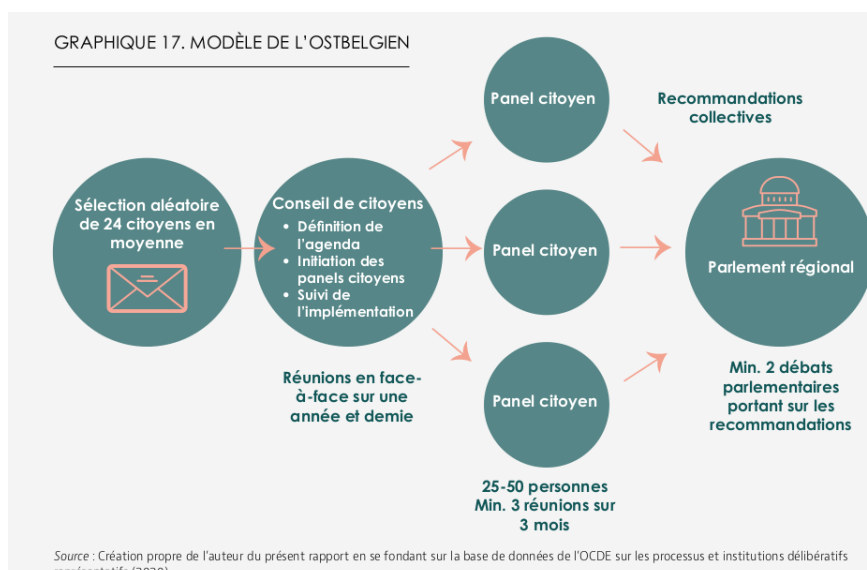 GRAPHIQUE 17. MODÈLE DE L'OSTBELGIEN
Sélection aléatoire
de 24 citoyens en
moyenne
Conseil de citoyens
• Définition de
l'agenda
• Initiation des
panels citoyens
• Suivi de
l'implémentation
Réunions en face-
à-face sur une
année et demie
Panel citoyen
Panel citoyen
Panel citoyen
25-50 personnes
Min. 3 réunions sur
3 mois
Recommandations
collectives
Parlement régional
Min. 2 débats
parlementaires
portant sur les
recommandations
Source : Création propre de l'auteur du présent rapport en se fondant sur la base de données de l'OCDE sur les processus et institutions délibératifs